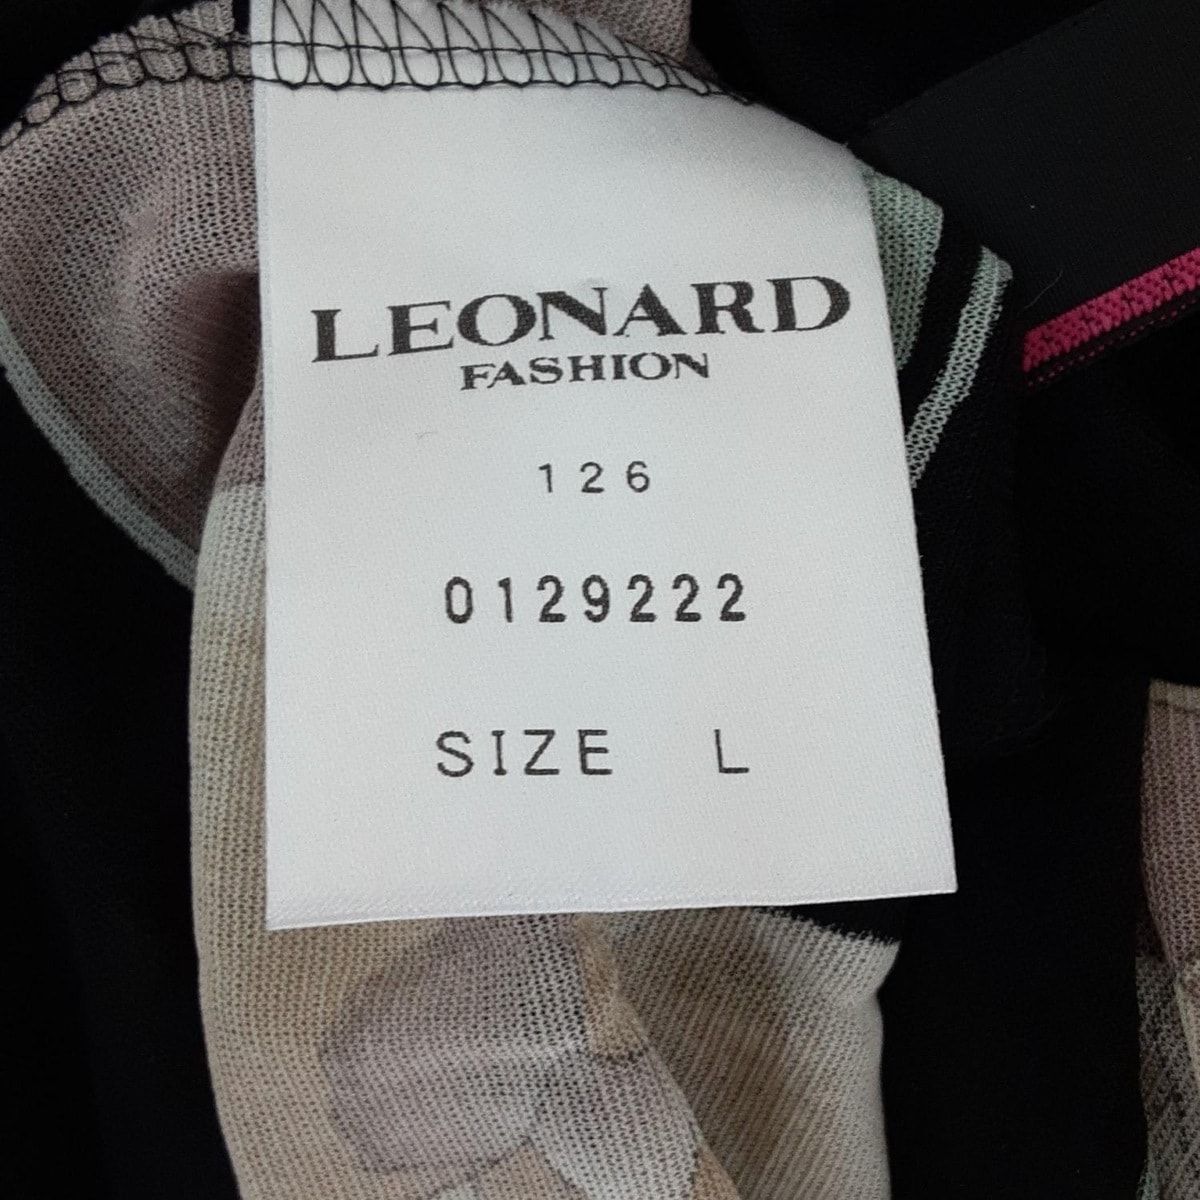 LEONARD
FASHION
126
0129222
SIZE L